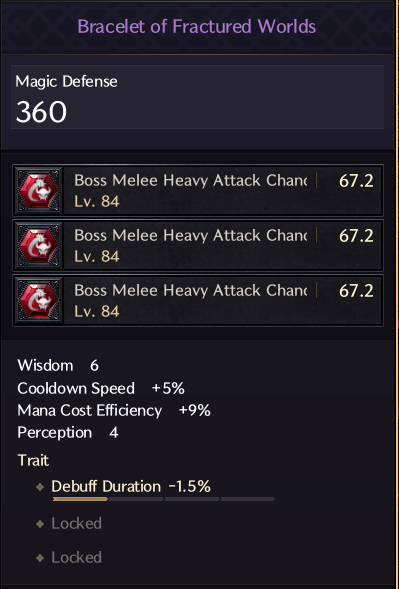 Bracelet of Fractured Worlds
Magic Defense
360
Boss Melee Heavy Attack Chanc 67.2
Lv. 84
Boss Melee Heavy Attack Chanc 67.2
Lv. 84
Boss Melee Heavy Attack Chanc 67.2
Lv. 84
Wisdom 6
Cooldown Speed +5%
Mana Cost Efficiency +9%
Perception 4
Trait
Debuff Duration -1.5%
Locked
Locked